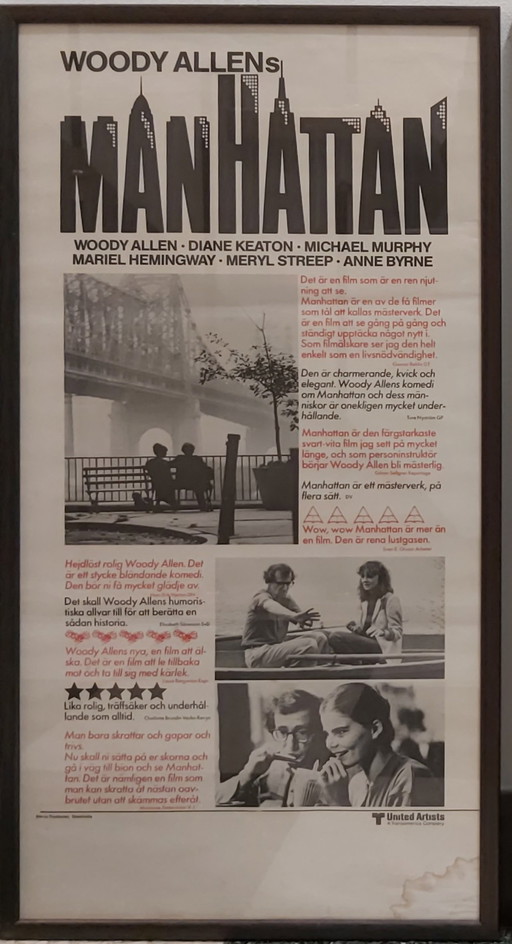 WOODY ALLENs
MANHATTAN
WOODY ALLEN · DIANE KEATON · MICHAEL MURPHY
MARIEL HEMINGWAY · MERYL STREEP · ANNE BYRNE
Det är en film som är en ren njut-
ning att se.
Manhattan är en av de få filmer
som tål att kallas mästerverk. Det
är en film att se gång på gång och
ständigt upptäcka något nytt i.
Som filmälskare ser jag den helt
enkelt som en livsnödvändighet.
Den är charmerande, kvick och
elegant. Woody Allens komedi
om Manhattan och dess män-
niskor är onekligen mycket under-
hållande.
Manhattan är den färgstarkaste
svart-vita film jag sett på mycket
länge, och som personinstruktör
börjar Woody Allen bli mästerlig.
Manhattan är ett mästerverk, på
flera sätt. DN
Wow, wow Manhattan är mer än
en film. Den är rena lustgasen.
Hejdlöst rolig Woody Allen. Det
är ett stycke bländande komedi.
Den bör ni få mycket glädje av.
Det skall Woody Allens humoris-
tiska allvar till för att berätta en
sådan historia.
Woody Allens nya, en film att äl-
ska. Det är en film att le tillbaka
mot och ta till sig med kärlek.
Lika rolig, träffsäker och underhål-
lande som alltid.
Man bara skrattar och gapar och
trivs.
Nu skall ni sätta på er skorna och
gå i väg till bion och se Manhat-
tan. Det är nämligen en film som
man kan skratta åt nästan oav-
brutet utan att skämmas efteråt.
United Artists
A Transamerica Company